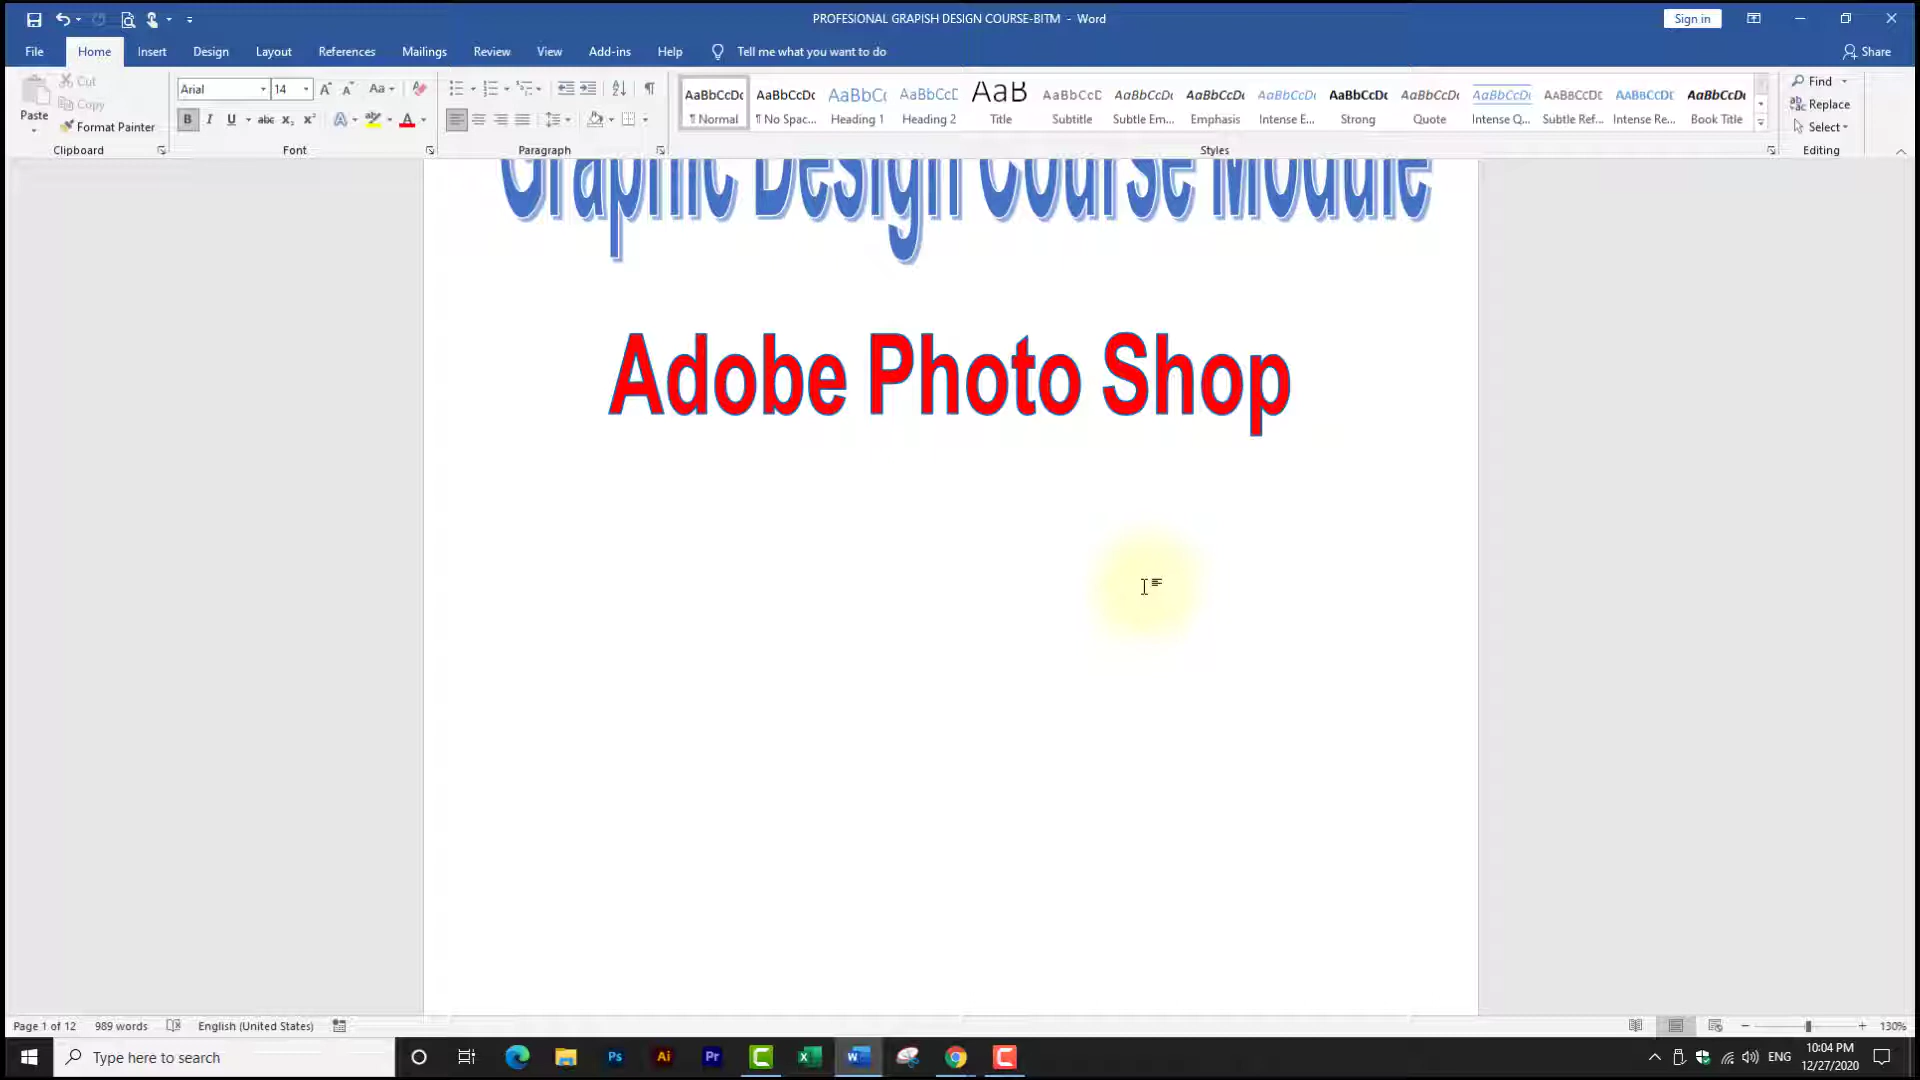 PROFESIONAL GRAPISH DESIGN COURSE-BITM - Word
Sign in
File Home Insert Design Layout References Mailings Review View Add-ins Help Tell me what you want to do Share
Paste
Cut
Copy
Format Painter
Clipboard
Arial 14
Font
Paragraph
AaBbCcDc AaBbCcDc AaBbCc AaBbCcD AaB AaBbCcD AaBbCcDc AaBbCcDc AaBbCcDc AaBbCcDc AaBbCcDc AaBbCcDc AABBCCDC AABBCCDC AaBbCcDc
¶ Normal ¶ No Spac... Heading 1 Heading 2 Title Subtitle Subtle Em... Emphasis Intense E... Strong Quote Intense Q... Subtle Ref... Intense Re... Book Title
Styles
Find
Replace
Select
Editing
Graphic Design Course Module
Adobe Photo Shop
Page 1 of 12 989 words English (United States) 130%
Type here to search
Ps Ai Pr
ENG
10:04 PM
12/27/2020